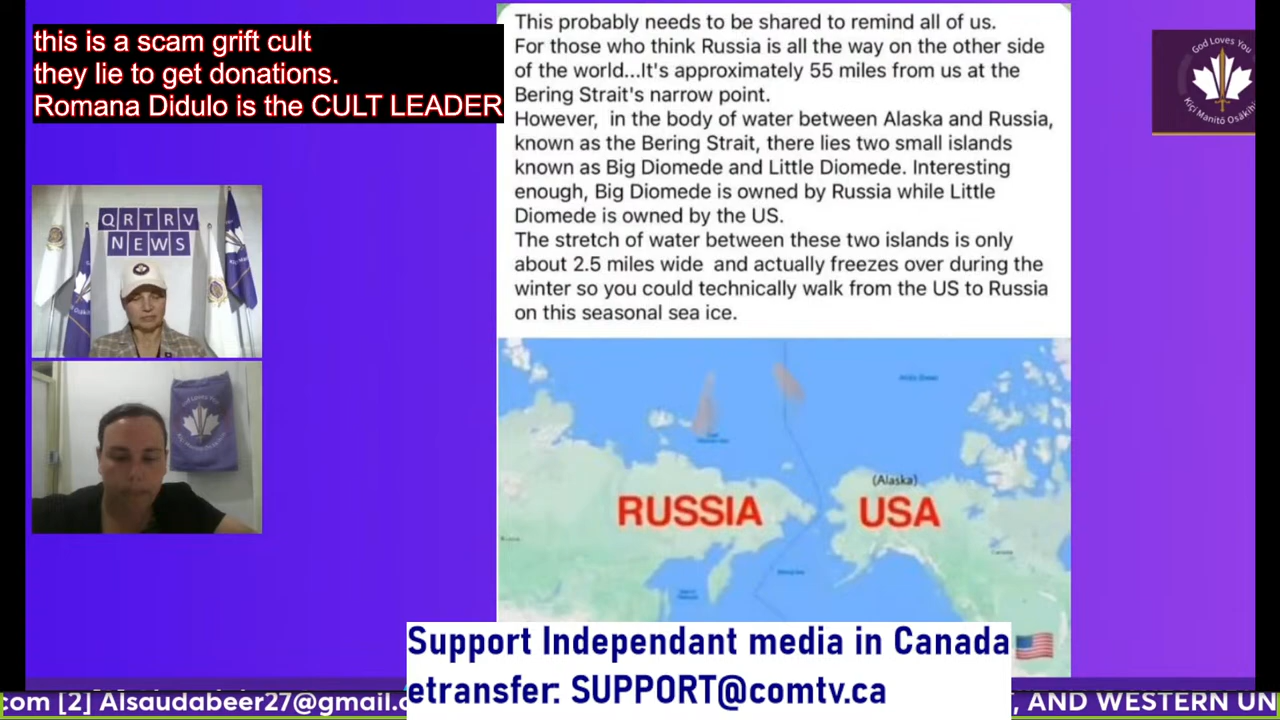 this is a scam grift cult
they lie to get donations.
Romana Didulo is the CULT LEADER
This probably needs to be shared to remind all of us.
For those who think Russia is all the way on the other side
of the world...It's approximately 55 miles from us at the
Bering Strait's narrow point.
However, in the body of water between Alaska and Russia,
known as the Bering Strait, there lies two small islands
known as Big Diomede and Little Diomede. Interesting
enough, Big Diomede is owned by Russia while Little
Diomede is owned by the US.
The stretch of water between these two islands is only
about 2.5 miles wide and actually freezes over during the
winter so you could technically walk from the US to Russia
on this seasonal sea ice.
God Loves You
QRTRV
NEWS
God Loves You
(Alaska)
RUSSIA
USA
Support Independant media in Canada
etransfer: SUPPORT@comtv.ca
com [2] Alsaudabeer27@gmail.c
, AND WESTERN UN